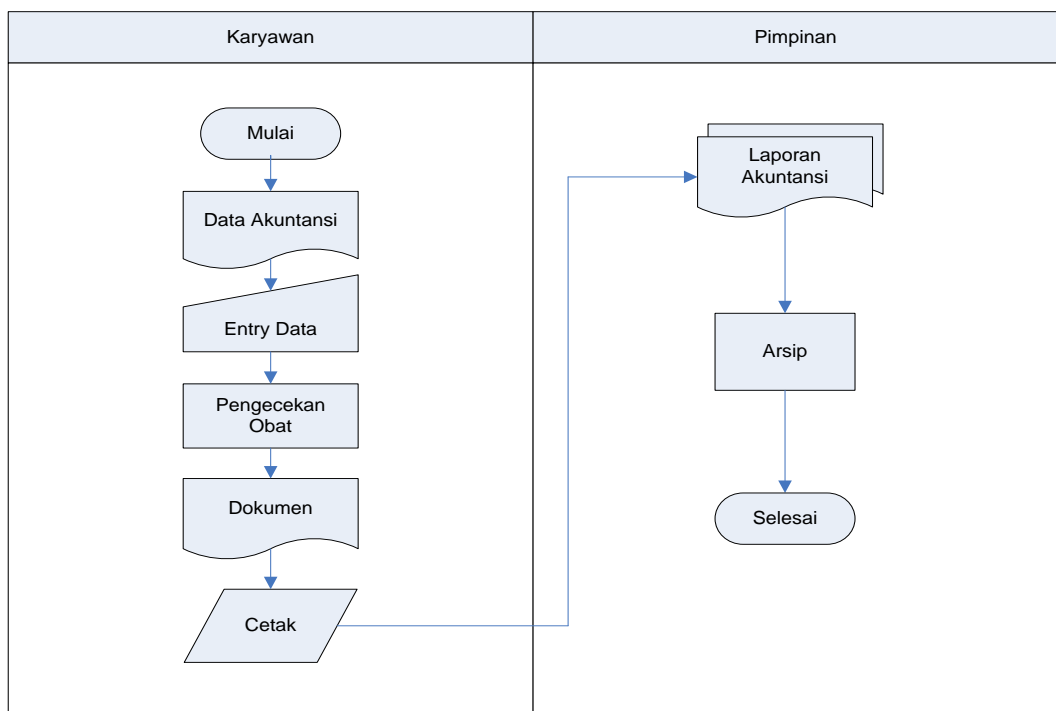 Karyawan
Pimpinan
Mulai
Data Akuntansi
Entry Data
Pengecekan
Obat
Dokumen
Cetak
Laporan
Akuntansi
Arsip
Selesai